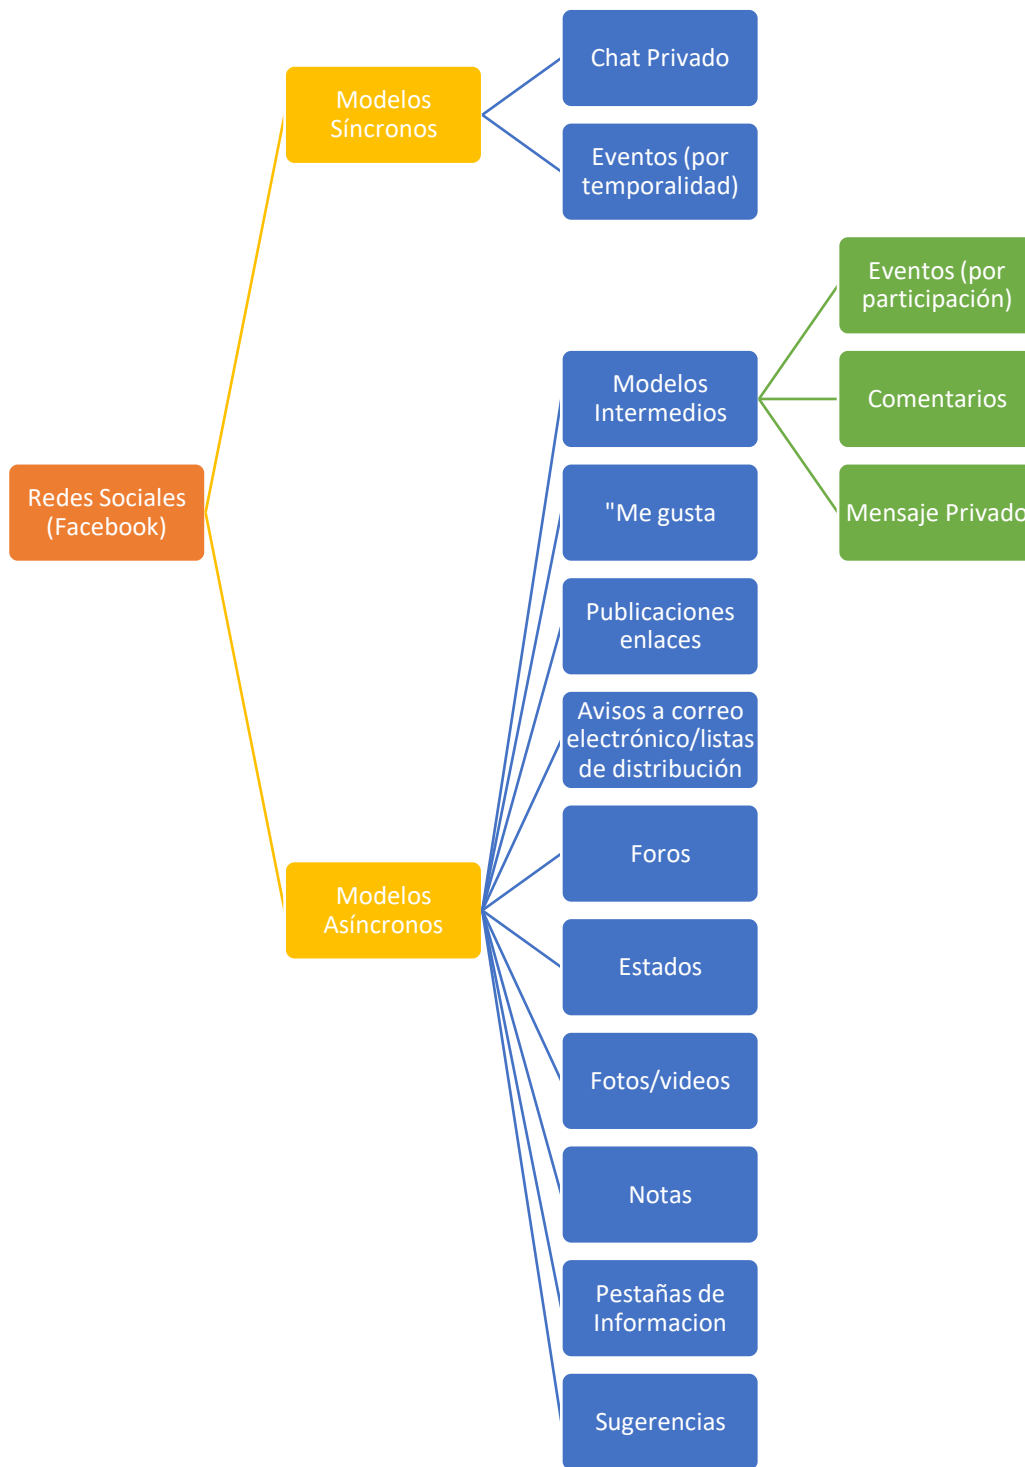 Chat Privado
Modelos
Síncronos
Eventos (por
temporalidad)
Eventos (por
participación)
Modelos
Intermedios
Comentarios
Redes Sociales
(Facebook)
"Me gusta
Mensaje Privado
Publicaciones
enlaces
Avisos a correo
electrónico/listas
de distribución
Foros
Modelos
Asíncronos
Estados
Fotos/videos
Notas
Pestañas de
Informacion
Sugerencias